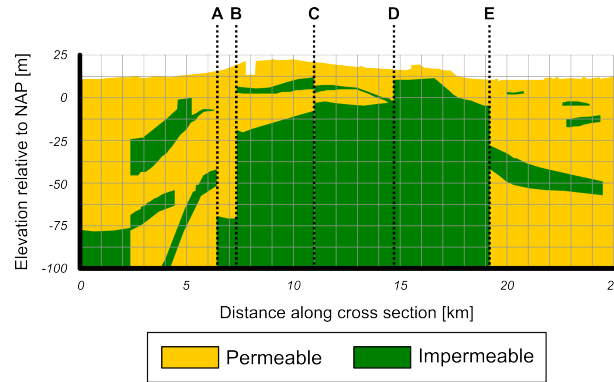 A B C D E
Elevation relative to NAP [m]
25
0
-25
-50
-75
-100
0 5 10 15 20 25
Distance along cross section [km]
Permeable Impermeable